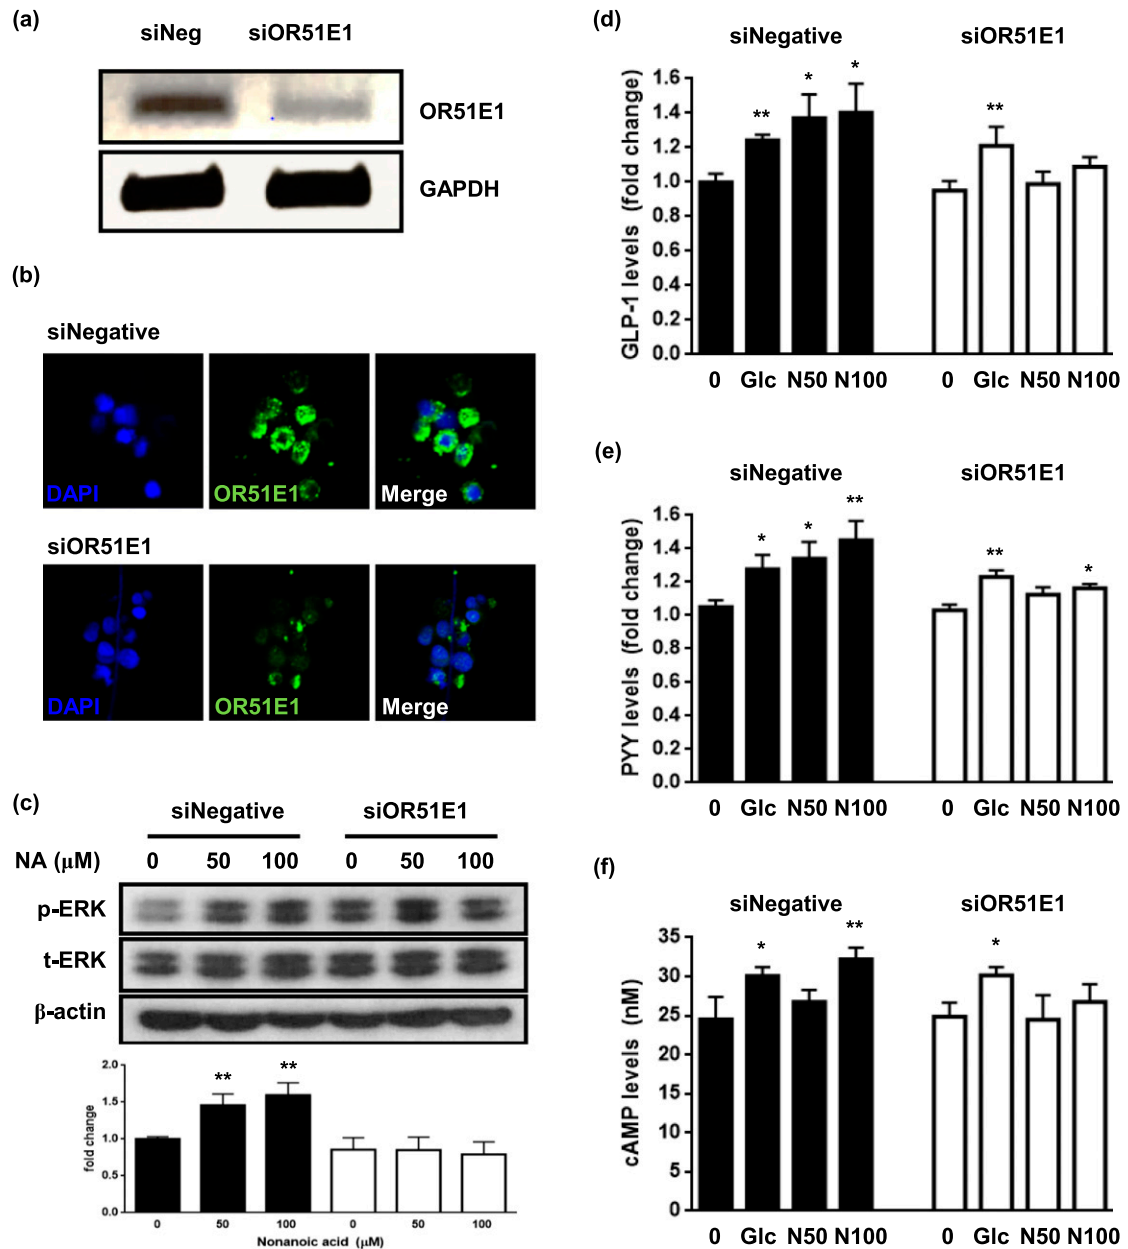 (a)
siNeg siOR51E1
OR51E1
GAPDH
(b)
siNegative
DAPI OR51E1 Merge
siOR51E1
DAPI OR51E1 Merge
(c)
siNegative siOR51E1
NA (μM) 0 50 100 0 50 100
p-ERK
t-ERK
β-actin
** **
fold change
2.0
1.5
1.0
0.5
0.0
0 50 100 0 50 100
Nonanoic acid (μM)
(d)
siNegative siOR51E1
** * * **
GLP-1 levels (fold change)
1.6
1.4
1.2
1.0
0.8
0.6
0.4
0.2
0.0
0 Glc N50 N100 0 Glc N50 N100
(e)
siNegative siOR51E1
* * ** ** *
PYY levels (fold change)
1.6
1.4
1.2
1.0
0.8
0.6
0.4
0.2
0.0
0 Glc N50 N100 0 Glc N50 N100
(f)
siNegative siOR51E1
* ** *
cAMP levels (nM)
35
30
25
20
15
10
5
0
0 Glc N50 N100 0 Glc N50 N100